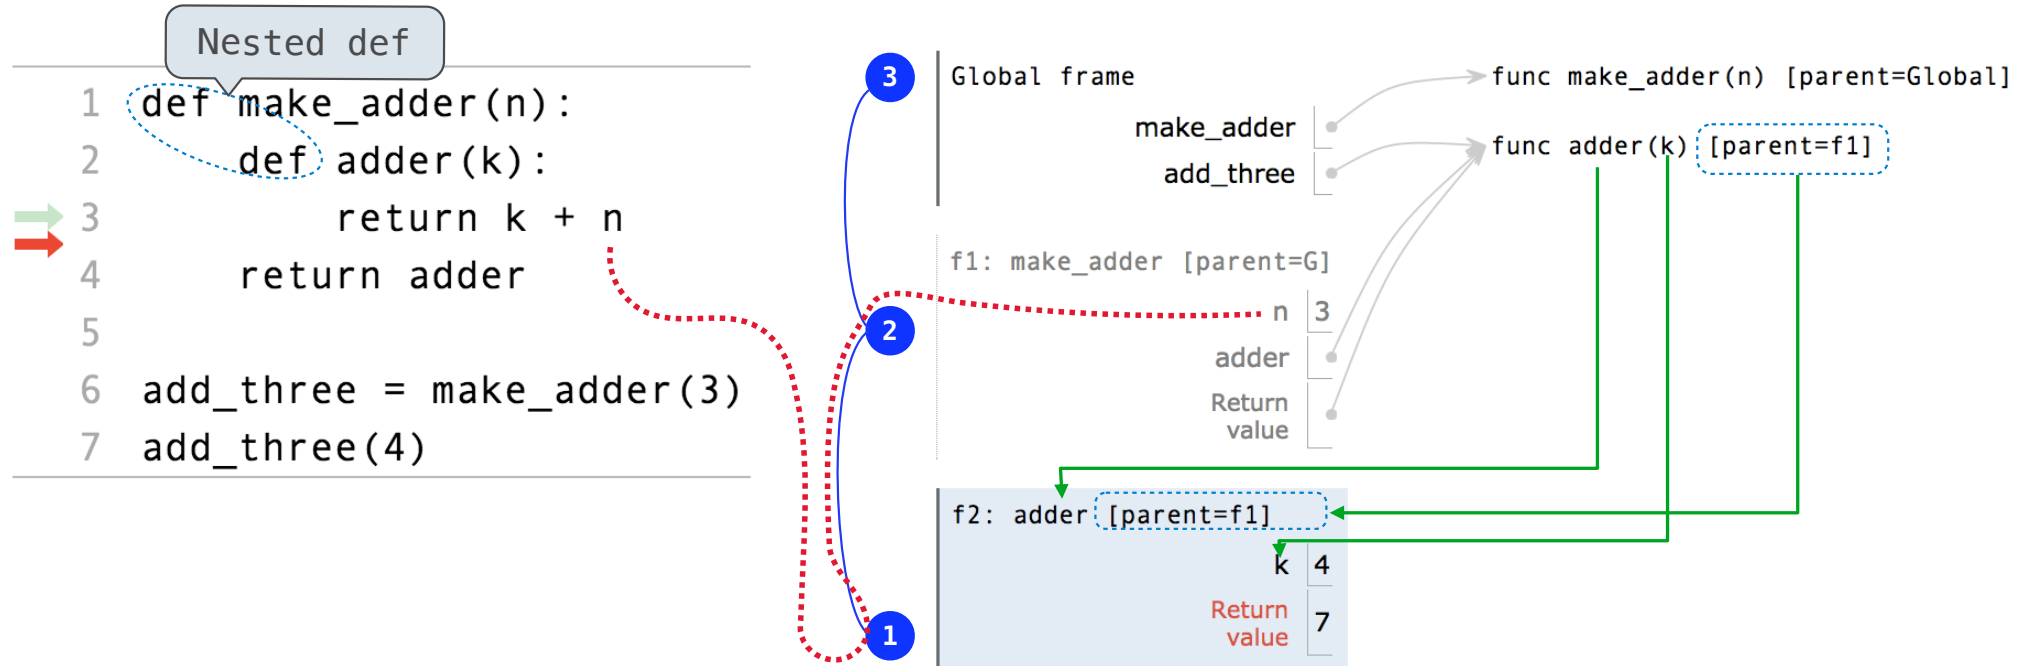 Nested def
1 def make_adder(n):
2 def adder(k):
3 return k + n
4 return adder
5
6 add_three = make_adder(3)
7 add_three(4)
3
2
1
Global frame
make_adder
add_three
func make_adder(n) [parent=Global]
func adder(k) [parent=f1]
f1: make_adder [parent=G]
n 3
adder
Return
value
f2: adder [parent=f1]
k 4
Return
value 7